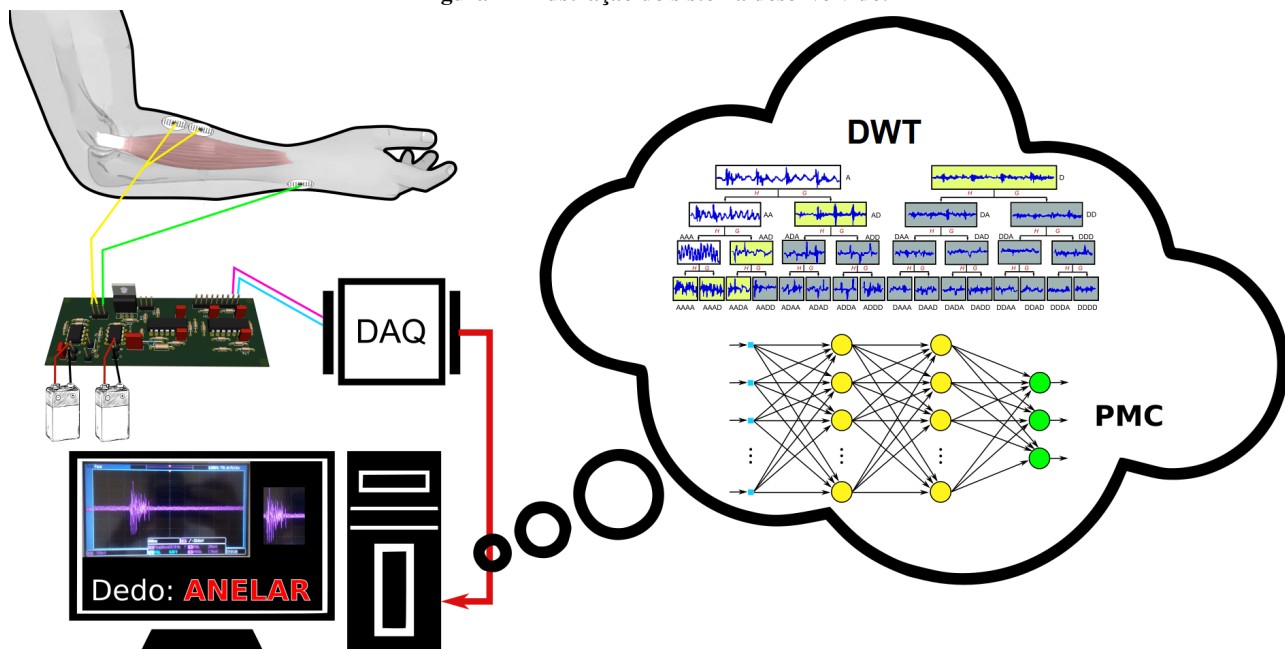 DWT
A D
H G H G
AA AD DA DD
H G H G H G H G
AAA AAD ADA ADD DAA DAD DDA DDD
H G H G H G H G H G H G H G H G
AAAA AAAD AADA AADD ADAA ADAD ADDA ADDD DAAA DAAD DADA DADD DDAA DDAD DDDA DDDD
DAQ
PMC
Dedo: ANELAR